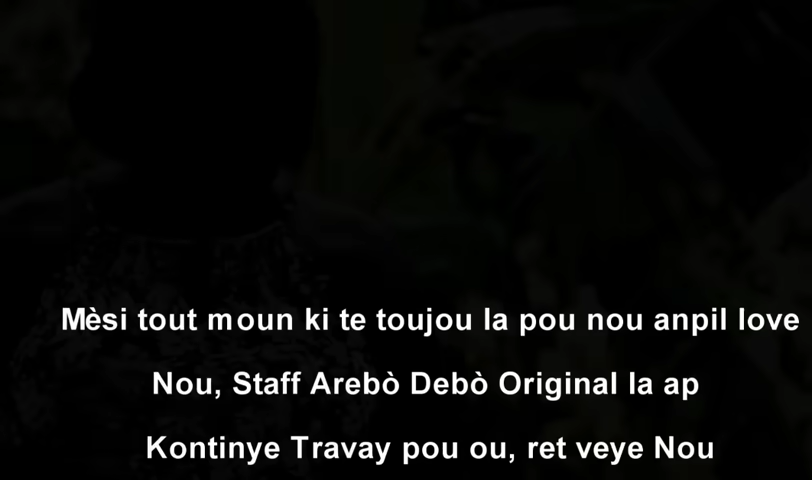 Mèsi tout moun ki te toujou la pou nou anpil love
Nou, Staff Arebò Debò Original la ap
Kontinye Travay pou ou, ret veye Nou